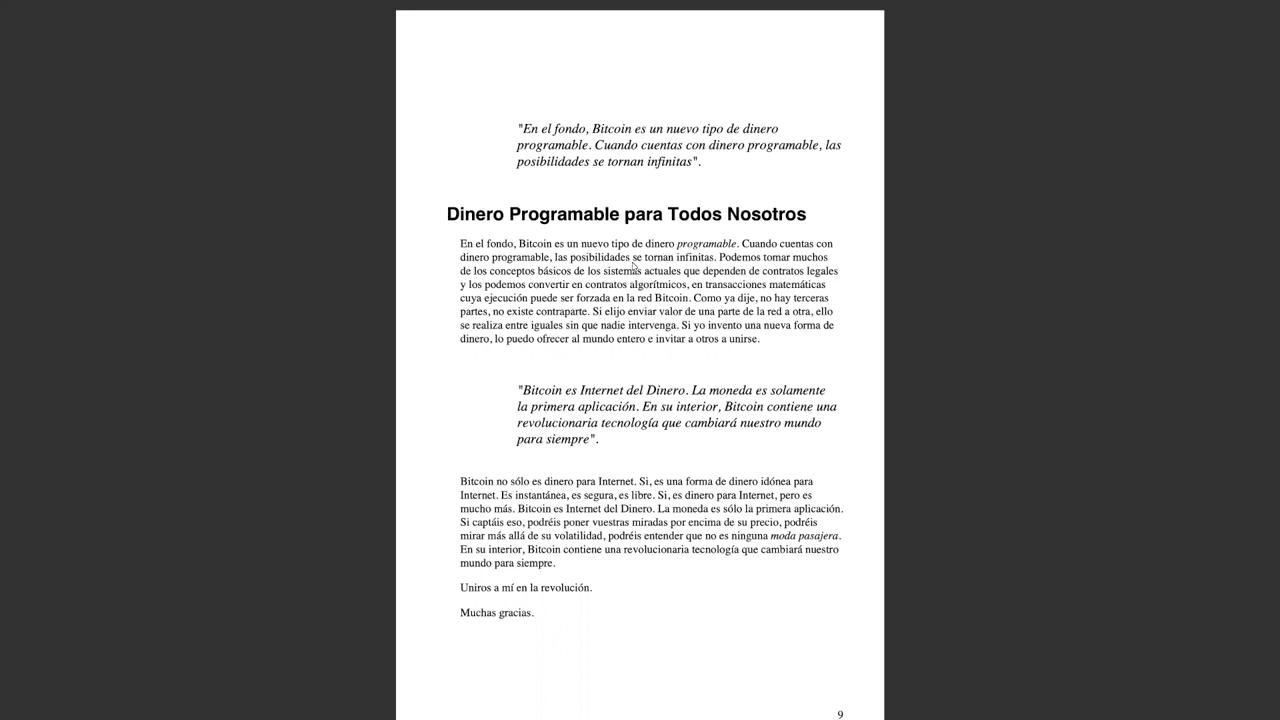 "En el fondo, Bitcoin es un nuevo tipo de dinero
programable. Cuando cuentas con dinero programable, las
posibilidades se tornan infinitas".
Dinero Programable para Todos Nosotros
En el fondo, Bitcoin es un nuevo tipo de dinero programable. Cuando cuentas con
dinero programable, las posibilidades se tornan infinitas. Podemos tomar muchos
de los conceptos básicos de los sistemas actuales que dependen de contratos legales
y los podemos convertir en contratos algorítmicos, en transacciones matemáticas
cuya ejecución puede ser forzada en la red Bitcoin. Como ya dije, no hay terceras
partes, no existe contraparte. Si elijo enviar valor de una parte de la red a otra, ello
se realiza entre iguales sin que nadie intervenga. Si yo invento una nueva forma de
dinero, lo puedo ofrecer al mundo entero e invitar a otros a unirse.
"Bitcoin es Internet del Dinero. La moneda es solamente
la primera aplicación. En su interior, Bitcoin contiene una
revolucionaria tecnología que cambiará nuestro mundo
para siempre".
Bitcoin no sólo es dinero para Internet. Si, es una forma de dinero idónea para
Internet. Es instantánea, es segura, es libre. Si, es dinero para Internet, pero es
mucho más. Bitcoin es Internet del Dinero. La moneda es sólo la primera aplicación.
Si captáis eso, podréis poner vuestras miradas por encima de su precio, podréis
mirar más allá de su volatilidad, podréis entender que no es ninguna moda pasajera.
En su interior, Bitcoin contiene una revolucionaria tecnología que cambiará nuestro
mundo para siempre.
Uniros a mí en la revolución.
Muchas gracias.
9